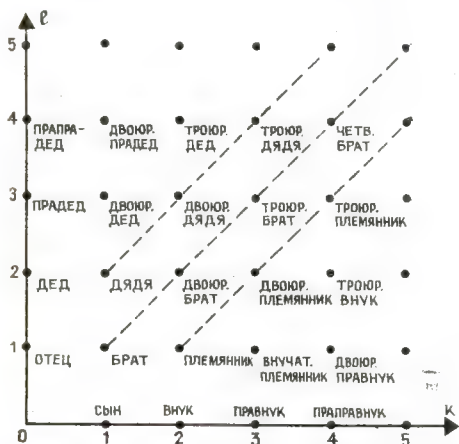 ℓ
5
4
ПРАПРА-
ДЕД
ДВОЮР.
ПРАДЕД
ТРОЮР.
ДЕД
ТРОЮР.
ДЯДЯ
ЧЕТВ.
БРАТ
3
ПРАДЕД
ДВОЮР.
ДЕД
ДВОЮР.
ДЯДЯ
ТРОЮР.
БРАТ
ТРОЮР.
ПЛЕМЯННИК
2
ДЕД
ДЯДЯ
ДВОЮР.
БРАТ
ДВОЮР.
ПЛЕМЯННИК
ТРОЮР.
ВНУК
1
ОТЕЦ
БРАТ
ПЛЕМЯННИК
ВНУЧАТ.
ПЛЕМЯННИК
ДВОЮР.
ПРАВНУК
СЫН
ВНУК
ПРАВНУК
ПРАПРАВНУК
K
0 1 2 3 4 5